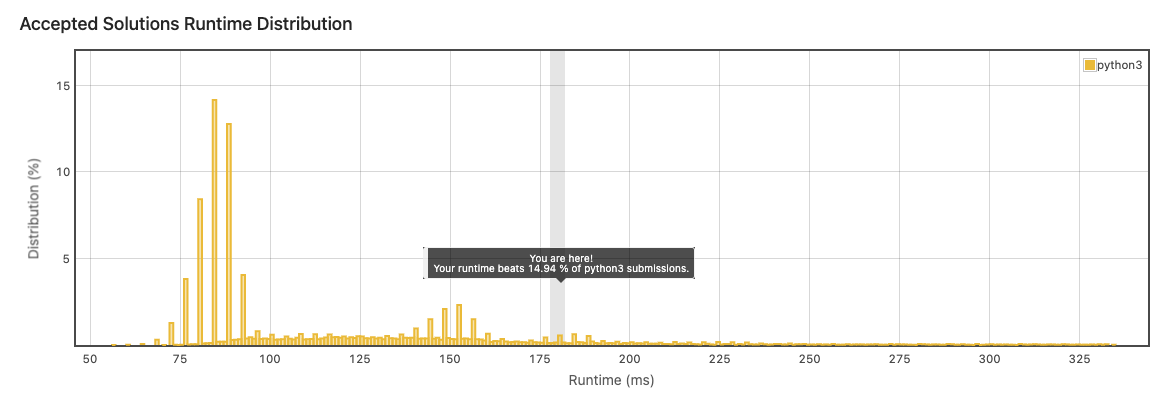 Accepted Solutions Runtime Distribution
python3
15
10
5
Distribution (%)
You are here!
Your runtime beats 14.94 % of python3 submissions.
50 75 100 125 150 175 200 225 250 275 300 325
Runtime (ms)